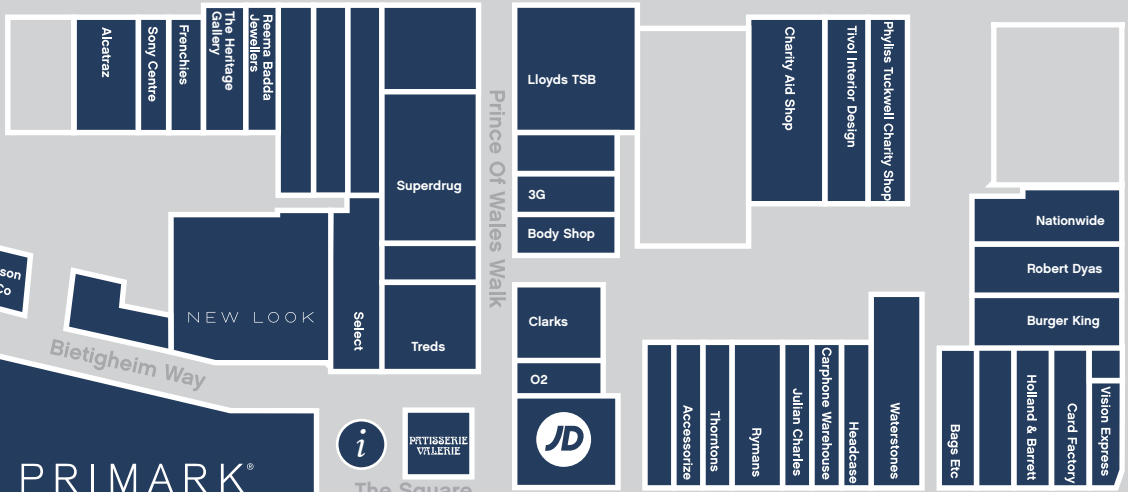 Alcatraz
Sony Centre
Frenchies
The Heritage
Gallery
Reema Badda
Jewellers
Superdrug
Prince Of Wales Walk
Lloyds TSB
3G
Body Shop
Charity Aid Shop
Tivol Interior Design
Phyliss Tuckwell Charity Shop
Nationwide
Robert Dyas
Burger King
son
Co
NEW LOOK
Select
Treds
Bietigheim Way
Clarks
O2
JD
i
PATISSERIE
VALERIE
The Square
PRIMARK®
Accessorize
Thorntons
Rymans
Julian Charles
Carphone Warehouse
Headcase
Waterstones
Bags Etc
Holland & Barrett
Card Factory
Vision Express